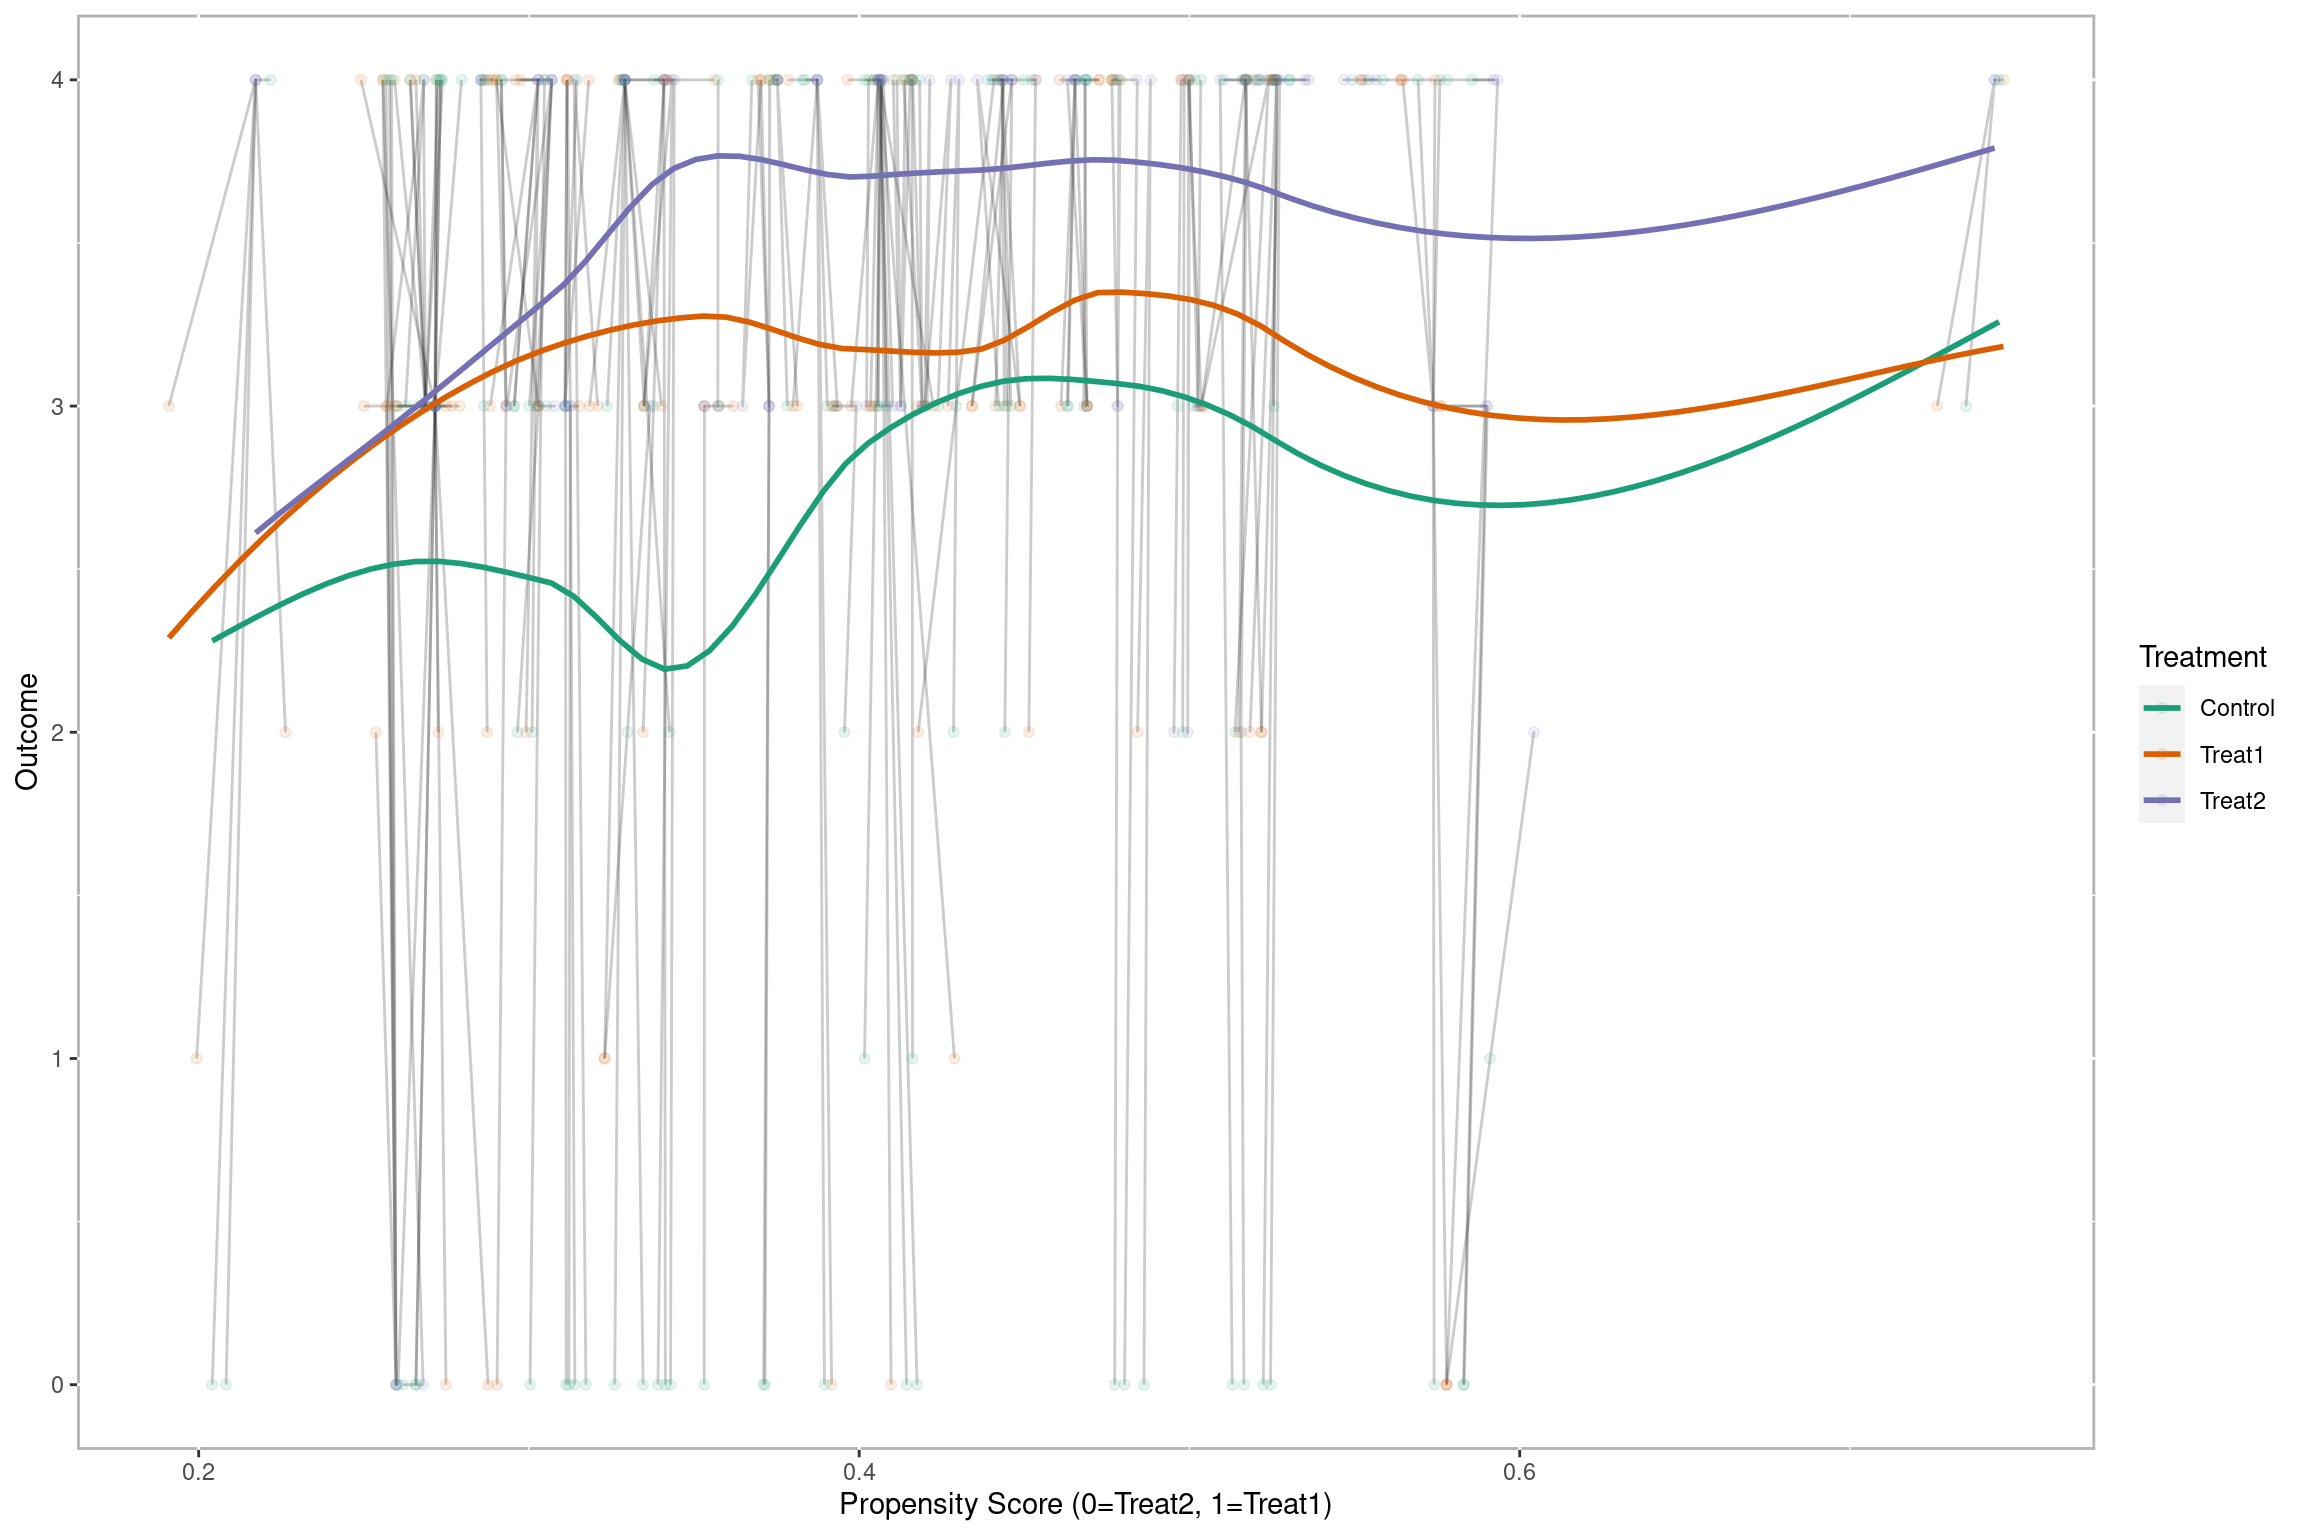 4
3
2
1
0
Outcome
0.2
0.4
0.6
Propensity Score (0=Treat2, 1=Treat1)
Treatment
Control
Treat1
Treat2